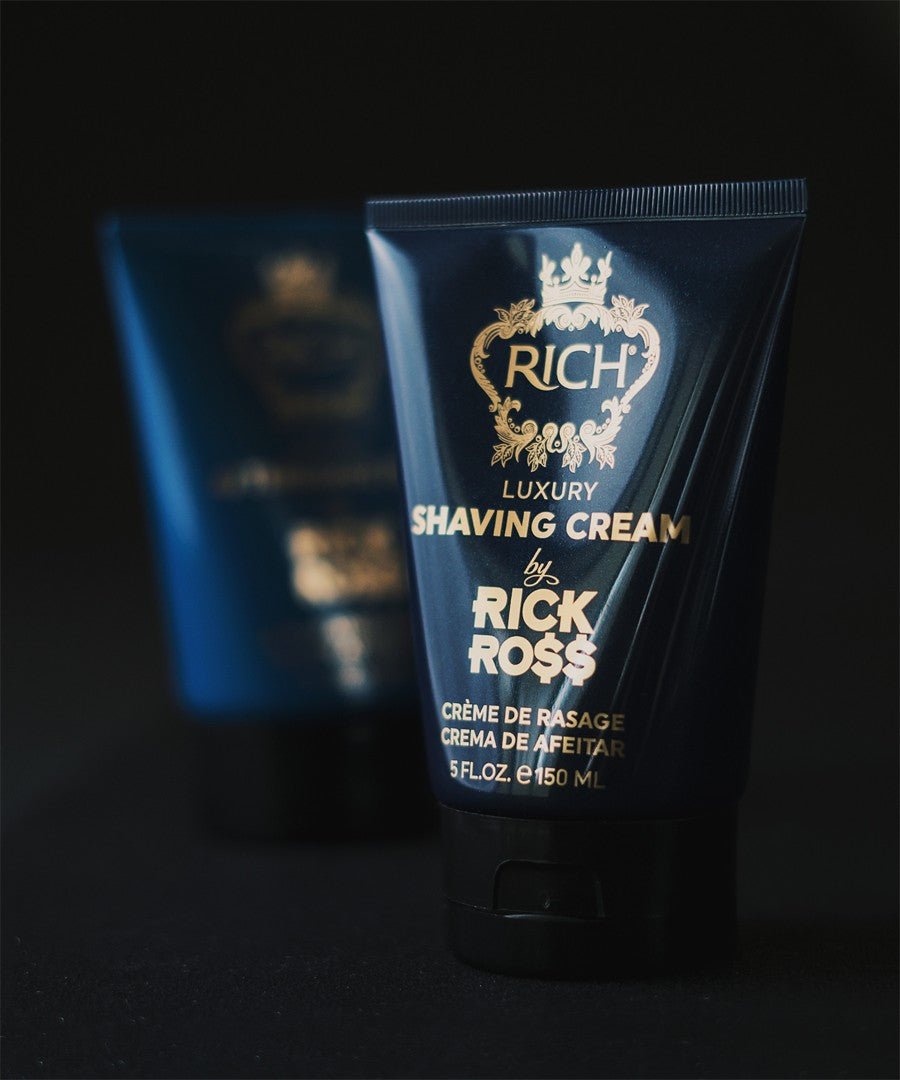 RICH®
LUXURY
SHAVING CREAM
by
RICK
RO$$
CRÈME DE RASAGE
CREMA DE AFEITAR
5 FL.OZ. ℮ 150 ML